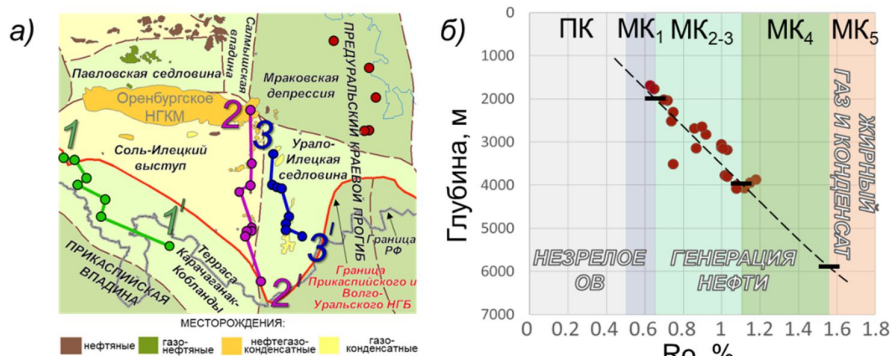 а)
Павловская седловина
Салмышская впадина
Мраковская депрессия
ПРЕДУРАЛЬСКИЙ КРАЕВОЙ ПРОГИБ
Оренбургское НГКМ
2
3
1
Соль-Илецкий выступ
Урало-Илецкая седловина
1'
3'
2'
ПРИКАСПИЙСКАЯ ВПАДИНА
Терраса Карачаганак-Кобланды
Граница РФ
Граница Прикаспийского и Волго-Уральского НГБ
МЕСТОРОЖДЕНИЯ:
нефтяные
газо-нефтяные
нефтегазо-конденсатные
газо-конденсатные
б)
Глубина, м
0
1000
2000
3000
4000
5000
6000
7000
ПК
МК1
МК2-3
МК4
МК5
НЕЗРЕЛОЕ ОВ
ГЕНЕРАЦИЯ НЕФТИ
ЖИРНЫЙ ГАЗ И КОНДЕНСАТ
0 0.2 0.4 0.6 0.8 1 1.2 1.4 1.6 1.8
Ro, %